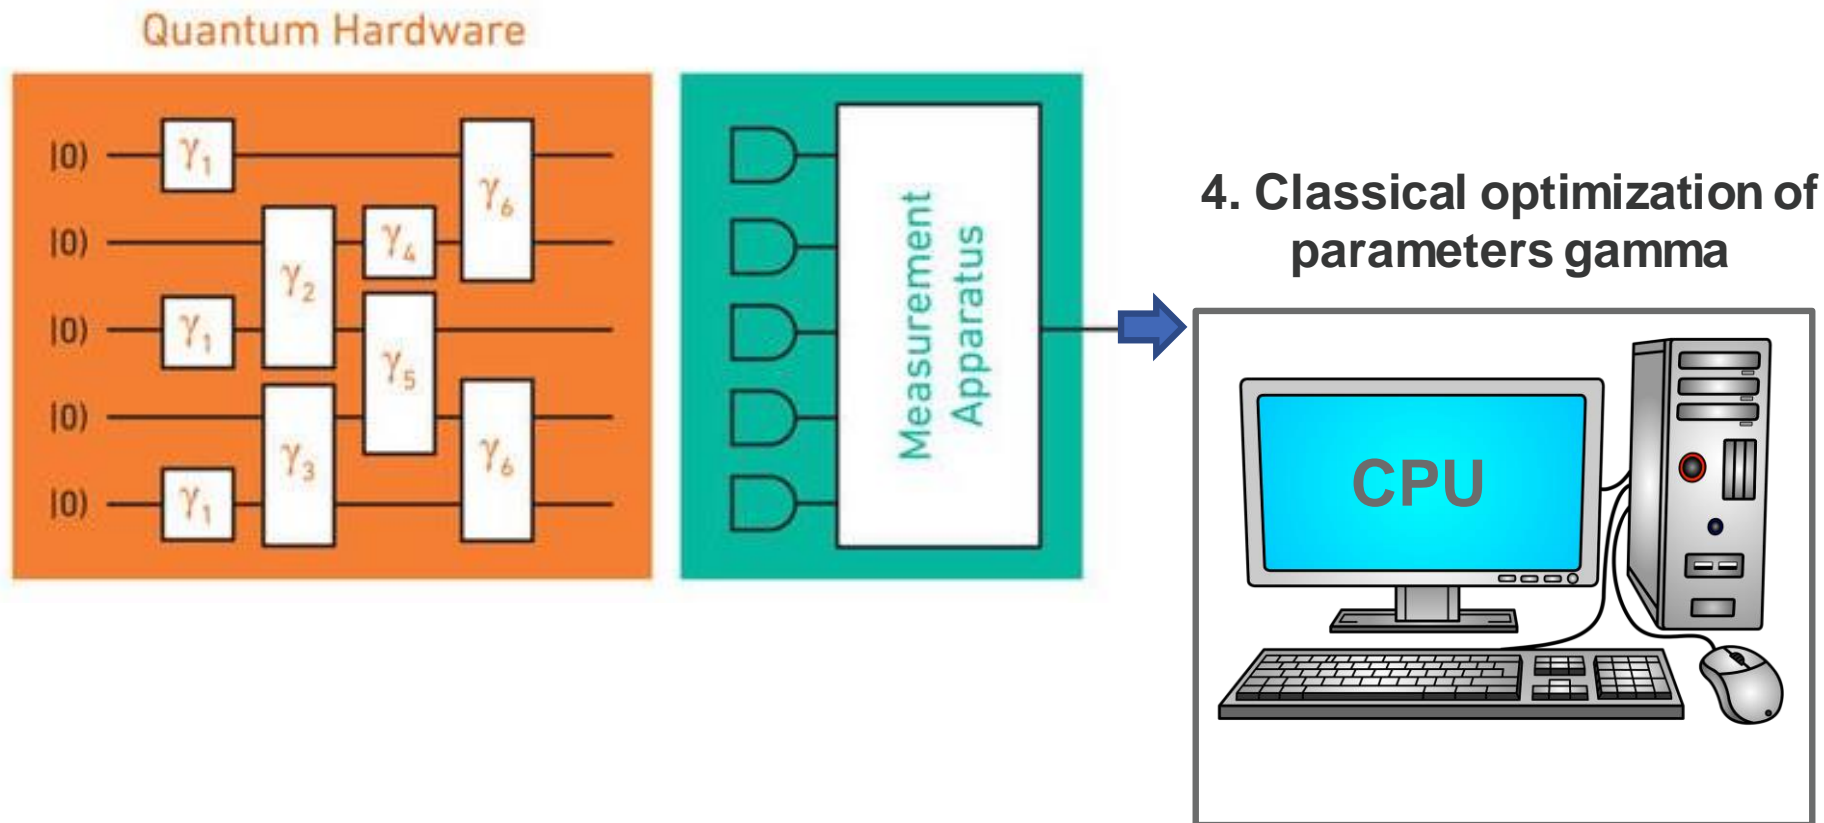 Quantum Hardware
|0⟩ γ₁ γ₆
|0⟩ γ₂ γ₄
|0⟩ γ₁ γ₅
|0⟩ γ₃ γ₆
|0⟩ γ₁
Measurement
Apparatus
4. Classical optimization of
parameters gamma
CPU